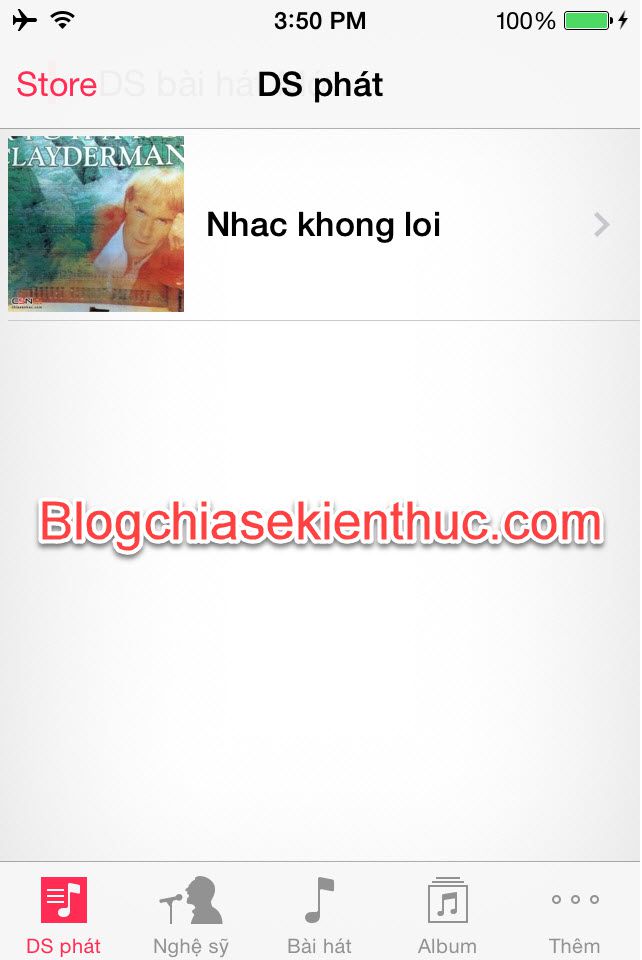 3:50 PM 100%
Store DS phát
CLAYDERMAN
Nhac khong loi
Blogchiasekienthuc.com
DS phát Nghệ sỹ Bài hát Album Thêm